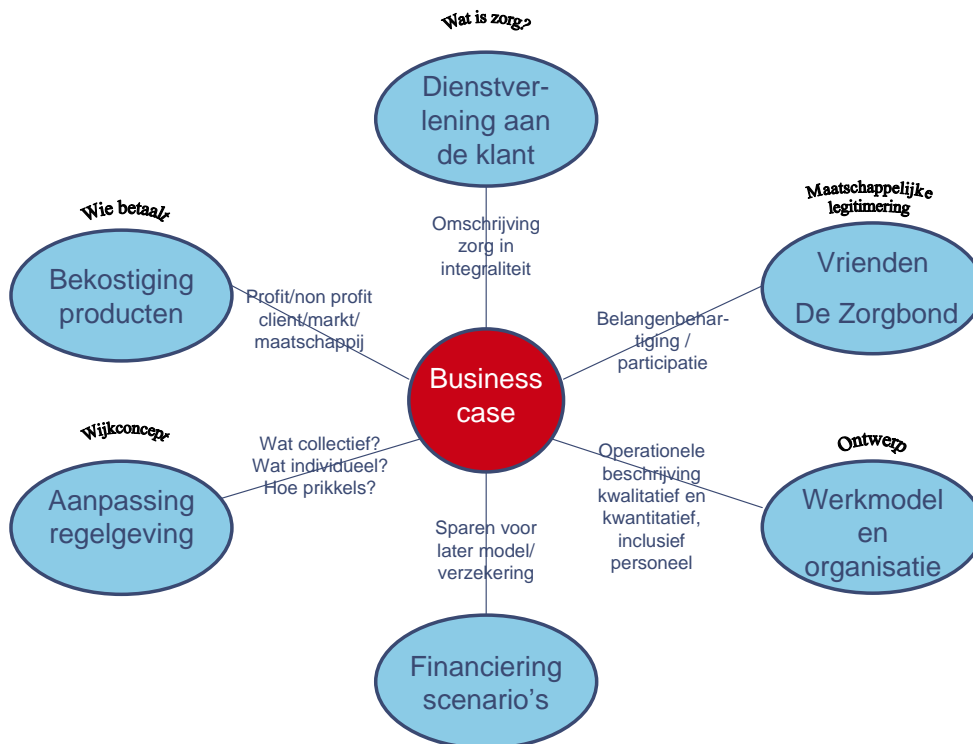 Wat is zorg?
Dienstver-
lening aan
de klant
Omschrijving
zorg in
integraliteit
Maatschappelijke
legitimering
Vrienden
De Zorgbond
Belangenbehar-
tiging /
participatie
Wie betaalt
Bekostiging
producten
Profit/non profit
client/markt/
maatschappij
Business
case
Wijkconcept
Aanpassing
regelgeving
Wat collectief?
Wat individueel?
Hoe prikkels?
Operationele
beschrijving
kwalitatief en
kwantitatief,
inclusief
personeel
Ontwerp
Werkmodel
en
organisatie
Sparen voor
later model/
verzekering
Financiering
scenario's